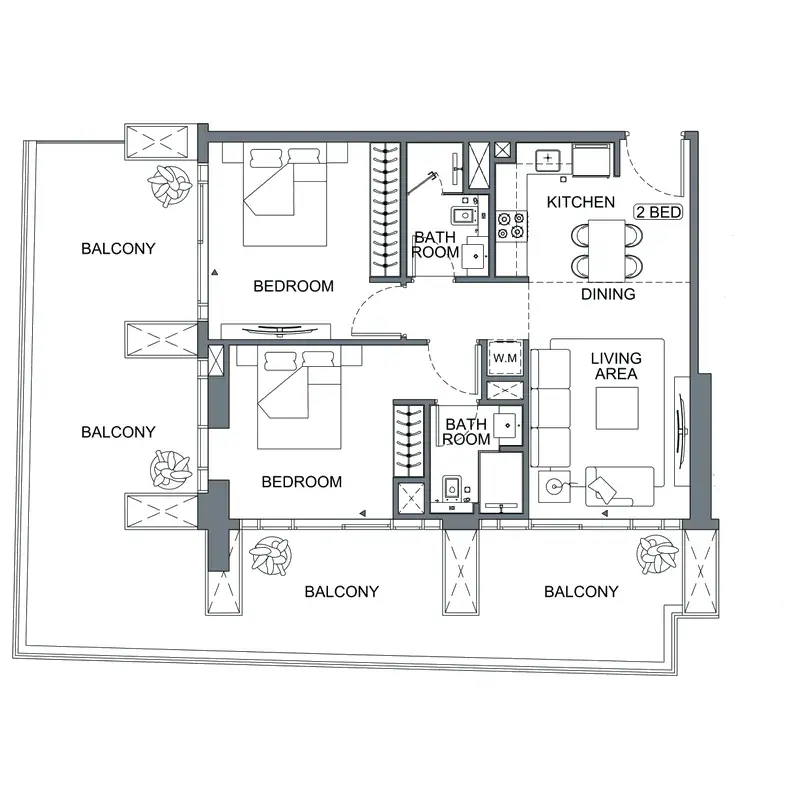 KITCHEN
2 BED
BATH
ROOM
BALCONY
BEDROOM
DINING
W.M
LIVING
AREA
BALCONY
BATH
ROOM
BEDROOM
BALCONY
BALCONY